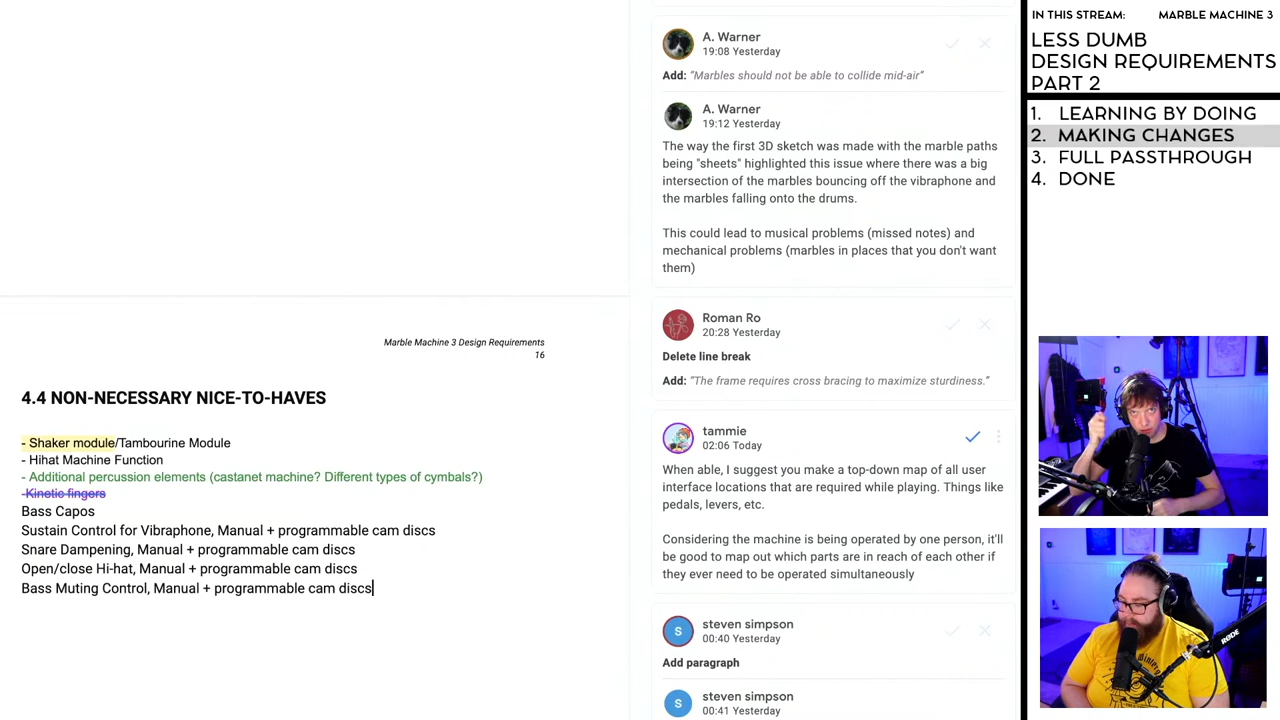 IN THIS STREAM: MARBLE MACHINE 3
LESS DUMB
DESIGN REQUIREMENTS
PART 2
1. LEARNING BY DOING
2. MAKING CHANGES
3. FULL PASSTHROUGH
4. DONE
Marble Machine 3 Design Requirements
16
4.4 NON-NECESSARY NICE-TO-HAVES
- Shaker module/Tambourine Module
- Hihat Machine Function
- Additional percussion elements (castanet machine? Different types of cymbals?)
-Kinetic fingers
Bass Capos
Sustain Control for Vibraphone, Manual + programmable cam discs
Snare Dampening, Manual + programmable cam discs
Open/close Hi-hat, Manual + programmable cam discs
Bass Muting Control, Manual + programmable cam discs
A. Warner
19:08 Yesterday
Add: "Marbles should not be able to collide mid-air"
A. Warner
19:12 Yesterday
The way the first 3D sketch was made with the marble paths
being "sheets" highlighted this issue where there was a big
intersection of the marbles bouncing off the vibraphone and
the marbles falling onto the drums.
This could lead to musical problems (missed notes) and
mechanical problems (marbles in places that you don't want
them)
Roman Ro
20:28 Yesterday
Delete line break
Add: "The frame requires cross bracing to maximize sturdiness."
tammie
02:06 Today
When able, I suggest you make a top-down map of all user
interface locations that are required while playing. Things like
pedals, levers, etc.
Considering the machine is being operated by one person, it'll
be good to map out which parts are in reach of each other if
they ever need to be operated simultaneously
S
steven simpson
00:40 Yesterday
Add paragraph
S
steven simpson
00:41 Yesterday
RØDE